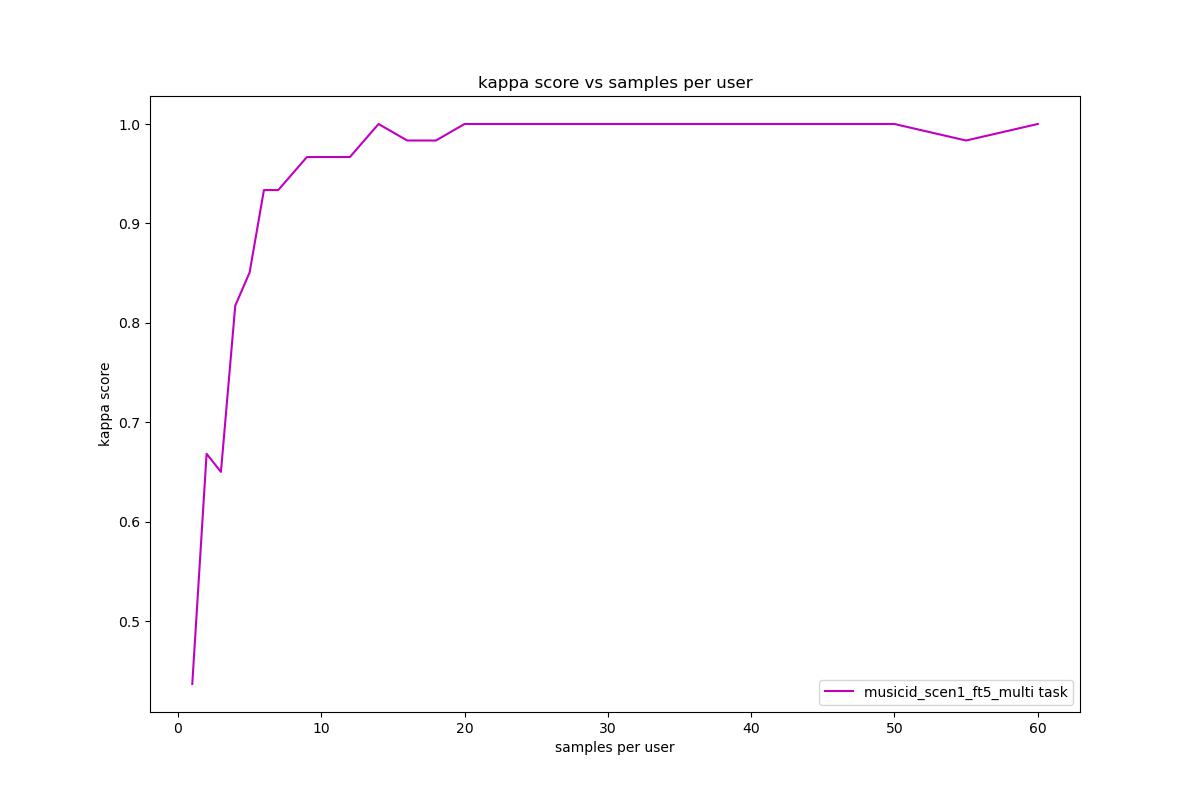 kappa score vs samples per user
1.0
0.9
0.8
0.7
0.6
0.5
kappa score
musicid_scen1_ft5_multi task
0 10 20 30 40 50 60
samples per user